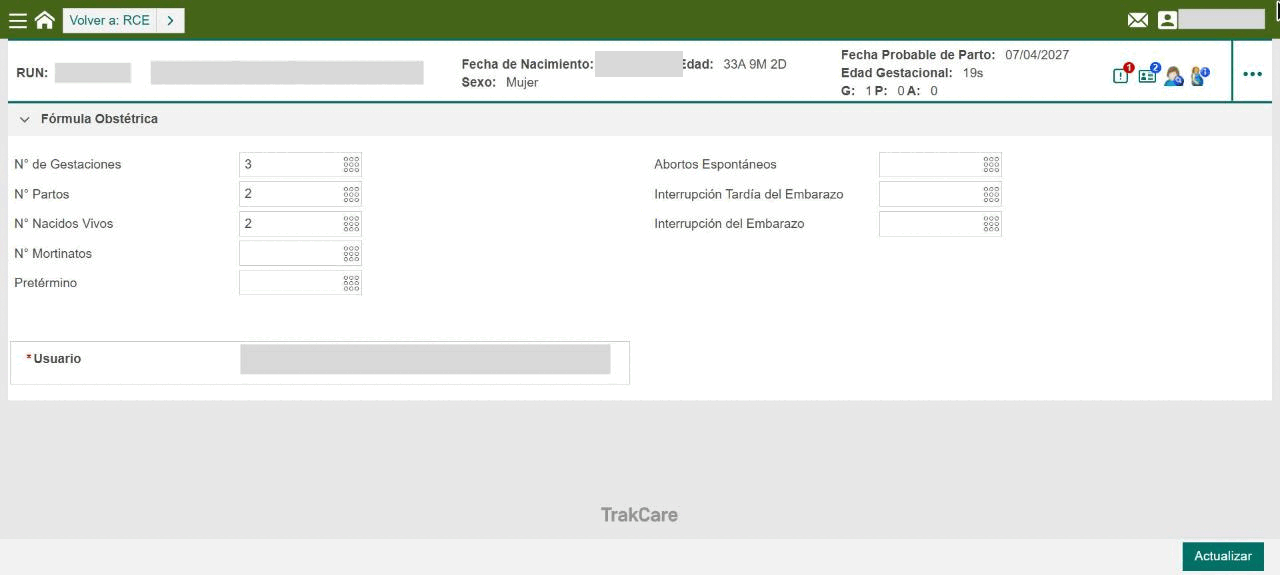 Volver a: RCE
RUN:
Fecha de Nacimiento: Edad: 33A 9M 2D
Sexo: Mujer
Fecha Probable de Parto: 07/04/2027
Edad Gestacional: 19s
G: 1 P: 0 A: 0
1
2
Fórmula Obstétrica
N° de Gestaciones 3
Abortos Espontáneos
N° Partos 2
Interrupción Tardía del Embarazo
N° Nacidos Vivos 2
Interrupción del Embarazo
N° Mortinatos
Pretérmino
*Usuario
TrakCare
Actualizar